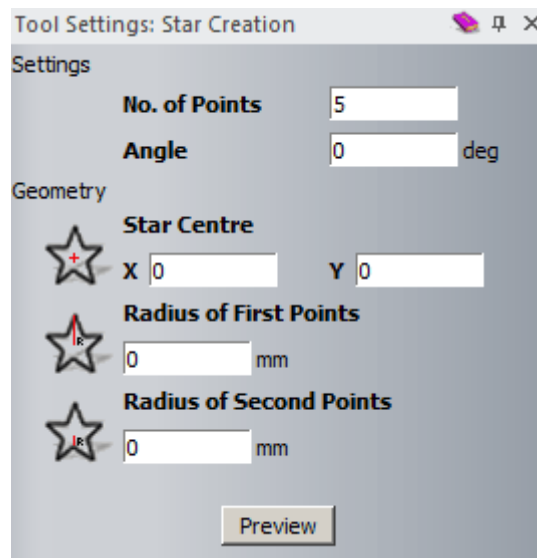 Tool Settings: Star Creation
Settings
No. of Points 5
Angle 0 deg
Geometry
Star Centre
X 0 Y 0
Radius of First Points
R
0 mm
Radius of Second Points
R
0 mm
Preview